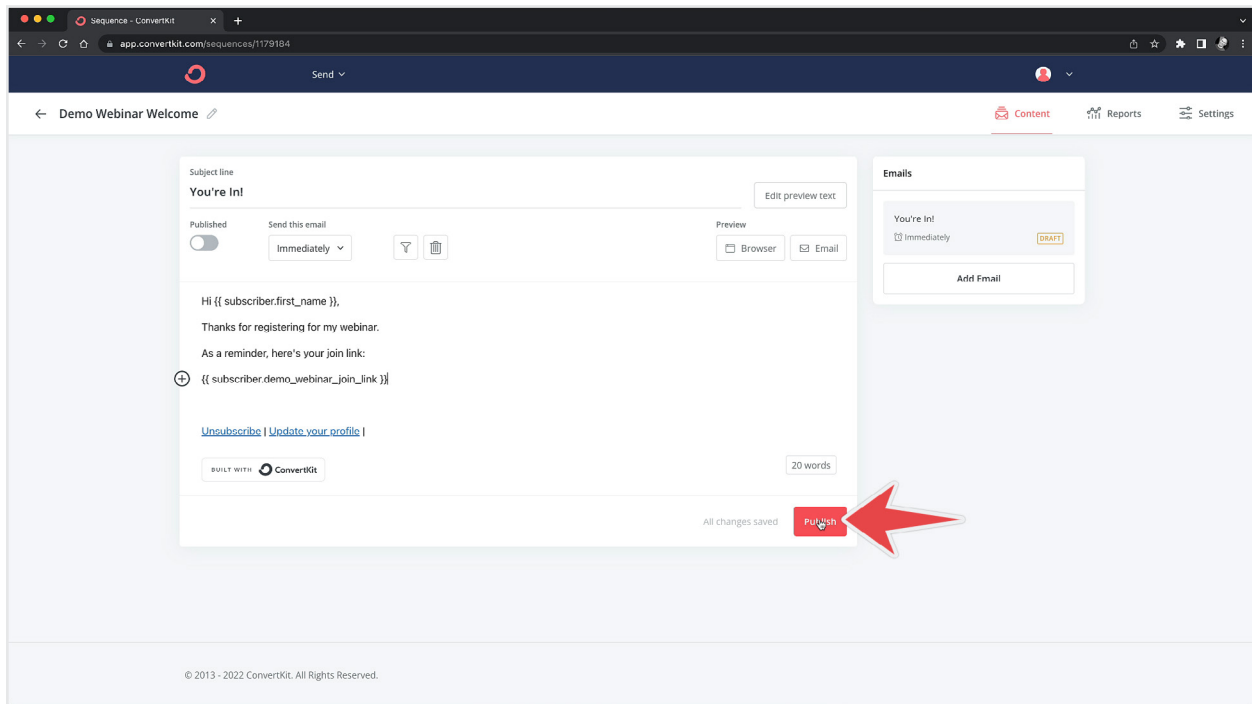 Sequence - ConvertKit
app.convertkit.com/sequences/1179184
Send
Demo Webinar Welcome
Content
Reports
Settings
Subject line
You're In!
Edit preview text
Published
Send this email
Immediately
Preview
Browser
Email
Hi {{ subscriber.first_name }},
Thanks for registering for my webinar.
As a reminder, here's your join link:
{{ subscriber.demo_webinar_join_link }}
Unsubscribe | Update your profile |
BUILT WITH ConvertKit
20 words
All changes saved
Publish
Emails
You're In!
Immediately
DRAFT
Add Email
© 2013 - 2022 ConvertKit. All Rights Reserved.